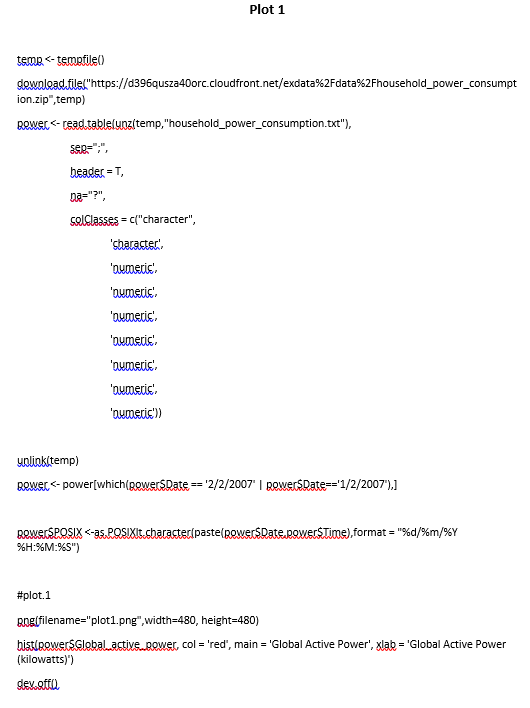 Plot 1
temp <- tempfile()
download.file("https://d396qusza40orc.cloudfront.net/exdata%2Fdata%2Fhousehold_power_consumpt
ion.zip",temp)
power <- read.table(unz(temp,"household_power_consumption.txt"),
sep=";",
header = T,
na="?",
colClasses = c("character",
'character',
'numeric',
'numeric',
'numeric',
'numeric',
'numeric',
'numeric',
'numeric'))
unlink(temp)
power <- power[which(power$Date == '2/2/2007' | power$Date=='1/2/2007'),]
power$POSIX <-as.POSIXlt.character(paste(power$Date,power$Time),format = "%d/%m/%Y
%H:%M:%S")
#plot.1
png(filename="plot1.png",width=480, height=480)
hist(power$Global_active_power, col = 'red', main = 'Global Active Power', xlab = 'Global Active Power
(kilowatts)')
dev.off()